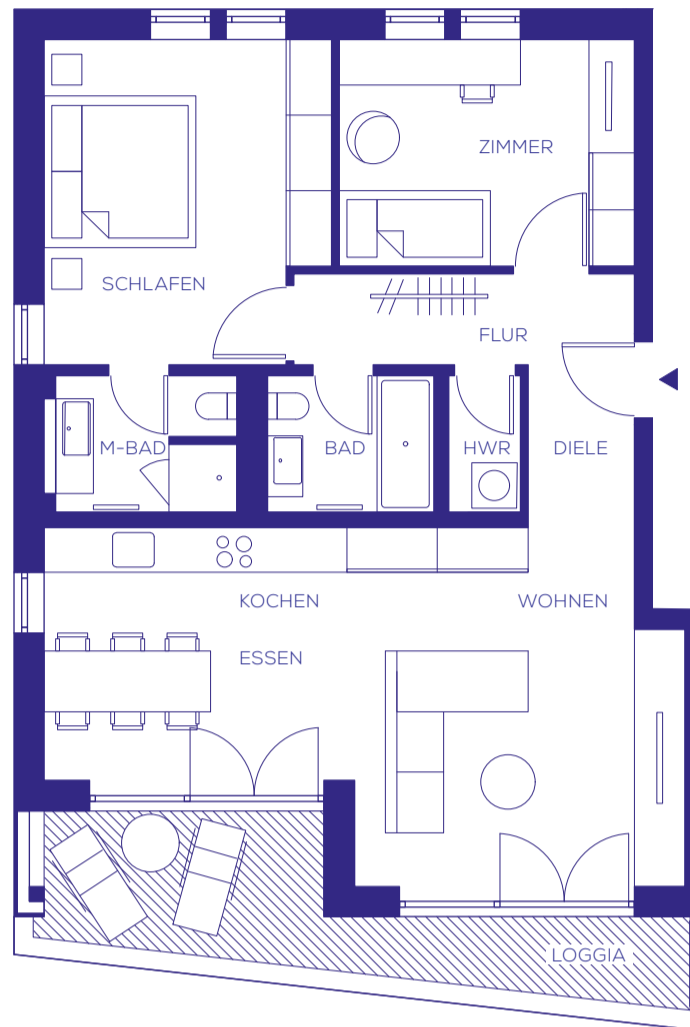 ZIMMER
SCHLAFEN
FLUR
M-BAD
BAD
HWR
DIELE
KOCHEN
WOHNEN
ESSEN
LOGGIA